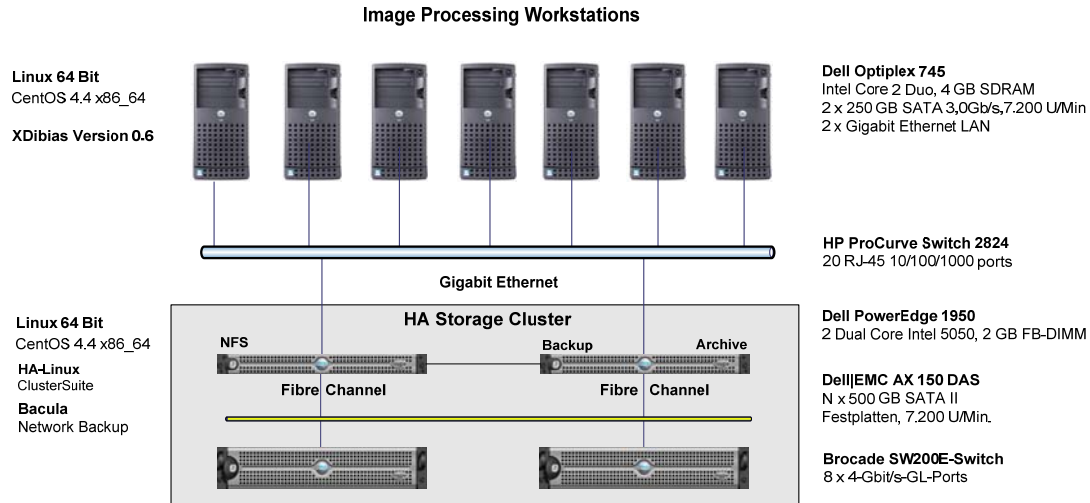 Image Processing Workstations
Linux 64 Bit
CentOS 4.4 x86_64
XDibias Version 0.6
Dell Optiplex 745
Intel Core 2 Duo, 4 GB SDRAM
2 x 250 GB SATA 3,0Gb/s,7.200 U/Min
2 x Gigabit Ethernet LAN
HP ProCurve Switch 2824
20 RJ-45 10/100/1000 ports
Gigabit Ethernet
HA Storage Cluster
Linux 64 Bit
CentOS 4.4 x86_64
HA-Linux
ClusterSuite
Bacula
Network Backup
NFS
Backup
Archive
Fibre Channel
Fibre Channel
Dell PowerEdge 1950
2 Dual Core Intel 5050, 2 GB FB-DIMM
Dell|EMC AX 150 DAS
N x 500 GB SATA II
Festplatten, 7.200 U/Min.
Brocade SW200E-Switch
8 x 4-Gbit/s-GL-Ports